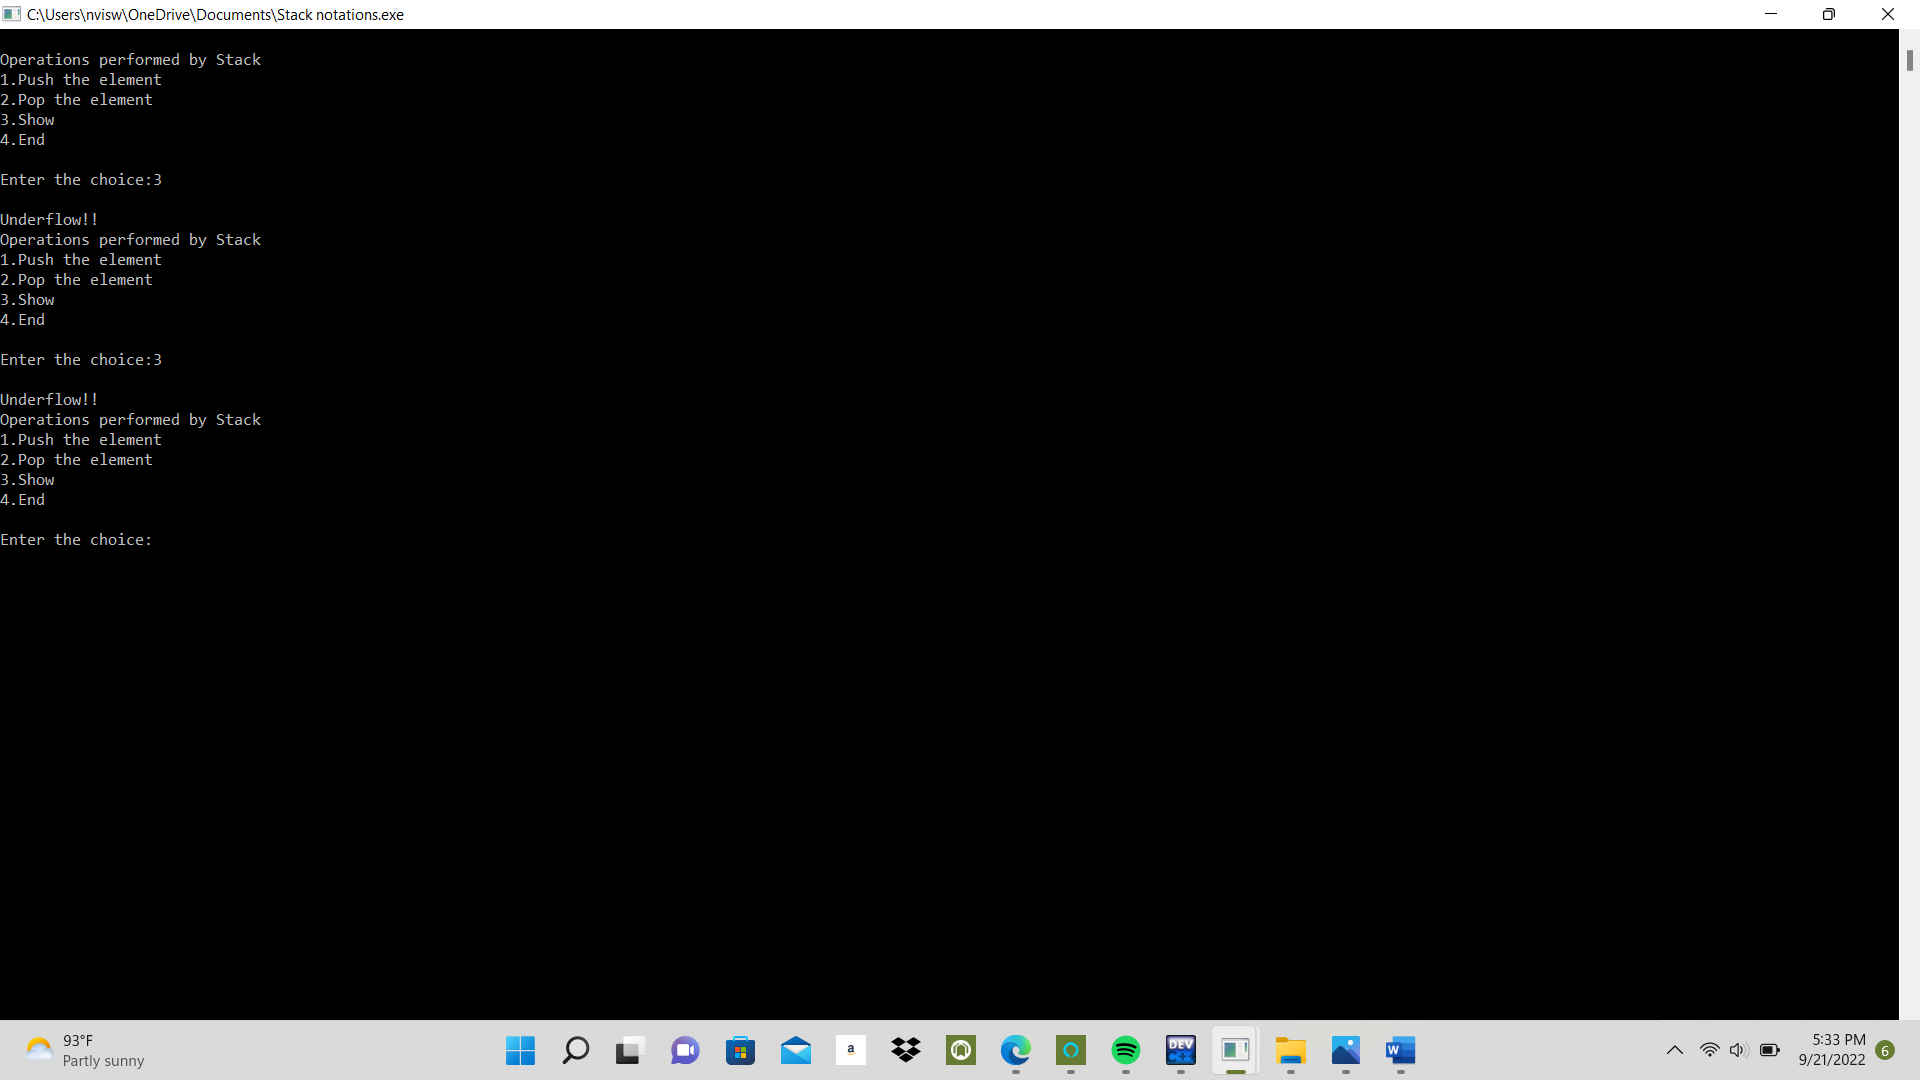 C:\Users\nvisw\OneDrive\Documents\Stack notations.exe
Operations performed by Stack
1.Push the element
2.Pop the element
3.Show
4.End
Enter the choice:3
Underflow!!
Operations performed by Stack
1.Push the element
2.Pop the element
3.Show
4.End
Enter the choice:3
Underflow!!
Operations performed by Stack
1.Push the element
2.Pop the element
3.Show
4.End
Enter the choice:
93°F
Partly sunny
a
DEV
C++
W
5:33 PM
9/21/2022
6